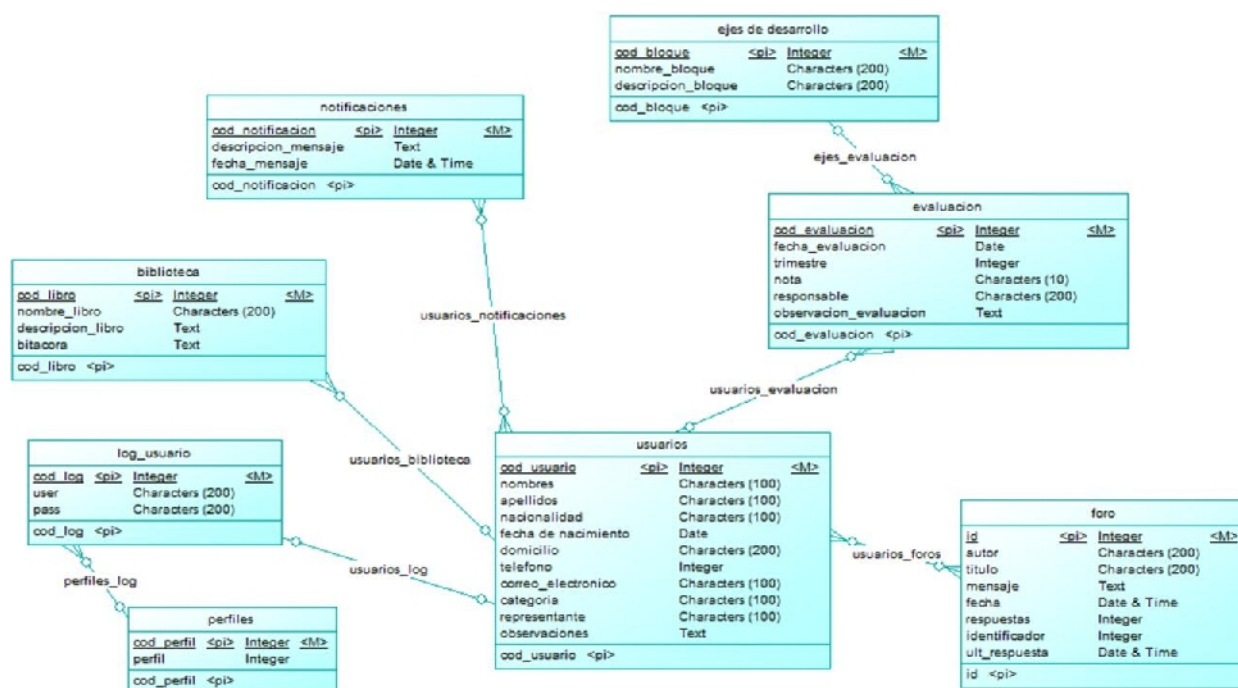 ejes de desarrollo
cod_bloque <pi> Integer <M>
nombre_bloque Characters (200)
descripcion_bloque Characters (200)
cod_bloque <pi>
notificaciones
cod_notificacion <pi> Integer <M>
descripcion_mensaje Text
fecha_mensaje Date & Time
cod_notificacion <pi>
ejes_evaluacion
evaluacion
cod_evaluacion <pi> Integer <M>
fecha_evaluacion Date
trimestre Integer
nota Characters (10)
responsable Characters (200)
observacion_evaluacion Text
cod_evaluacion <pi>
biblioteca
cod_libro <pi> Integer <M>
nombre_libro Characters (200)
descripcion_libro Text
bitacora Text
cod_libro <pi>
usuarios_notificaciones
usuarios_evaluacion
log_usuario
cod_log <pi> Integer <M>
user Characters (200)
pass Characters (200)
cod_log <pi>
usuarios_biblioteca
usuarios
cod_usuario <pi> Integer <M>
nombres Characters (100)
apellidos Characters (100)
nacionalidad Characters (100)
fecha de nacimiento Date
domicilio Characters (200)
telefono Integer
correo_electronico Characters (100)
categoria Characters (100)
representante Characters (100)
observaciones Text
cod_usuario <pi>
usuarios_log
perfiles_log
perfiles
cod_perfil <pi> Integer <M>
perfil Integer
cod_perfil <pi>
usuarios_foros
foro
id <pi> Integer <M>
autor Characters (200)
titulo Characters (200)
mensaje Text
fecha Date & Time
respuestas Integer
identificador Integer
ult_respuesta Date & Time
id <pi>